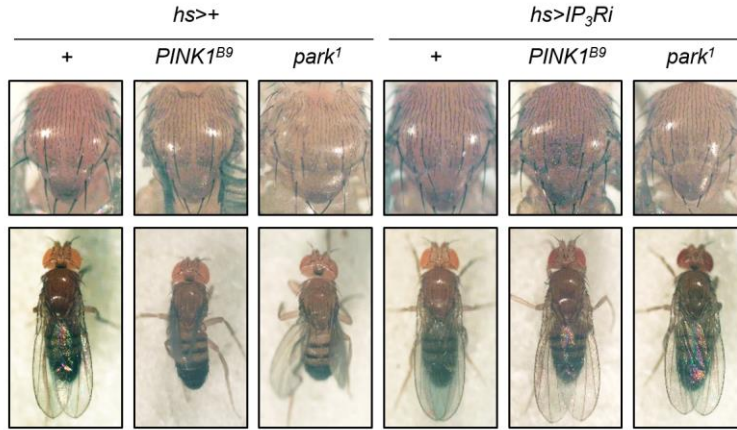 hs>+ hs>IP₃Ri
+ PINK1ᴮ⁹ park¹ + PINK1ᴮ⁹ park¹